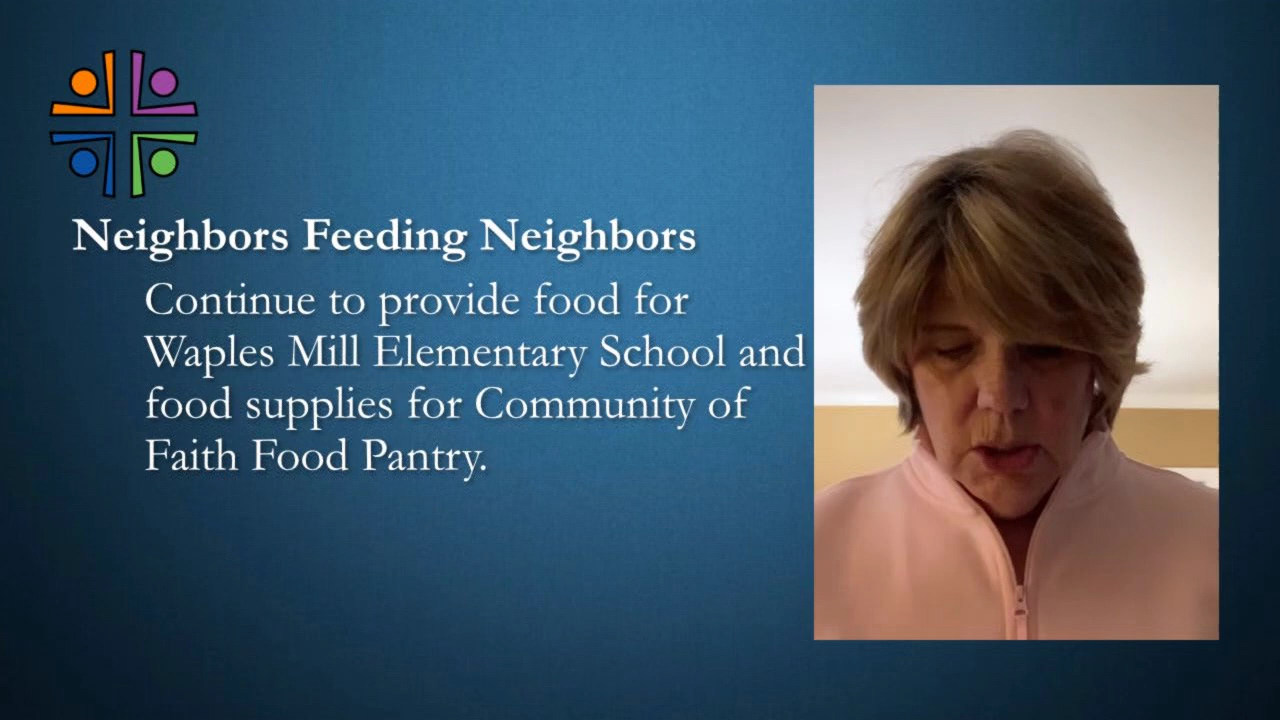 Neighbors Feeding Neighbors
Continue to provide food for
Waples Mill Elementary School and
food supplies for Community of
Faith Food Pantry.